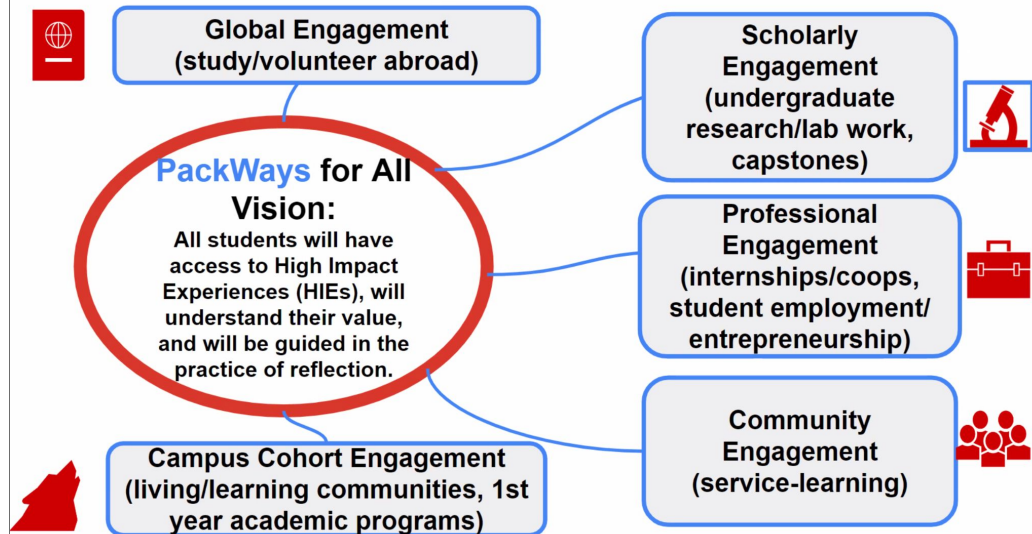 Global Engagement
(study/volunteer abroad)
Scholarly
Engagement
(undergraduate
research/lab work,
capstones)
PackWays for All
Vision:
All students will have
access to High Impact
Experiences (HIEs), will
understand their value,
and will be guided in the
practice of reflection.
Professional
Engagement
(internships/coops,
student employment/
entrepreneurship)
Community
Engagement
(service-learning)
Campus Cohort Engagement
(living/learning communities, 1st
year academic programs)